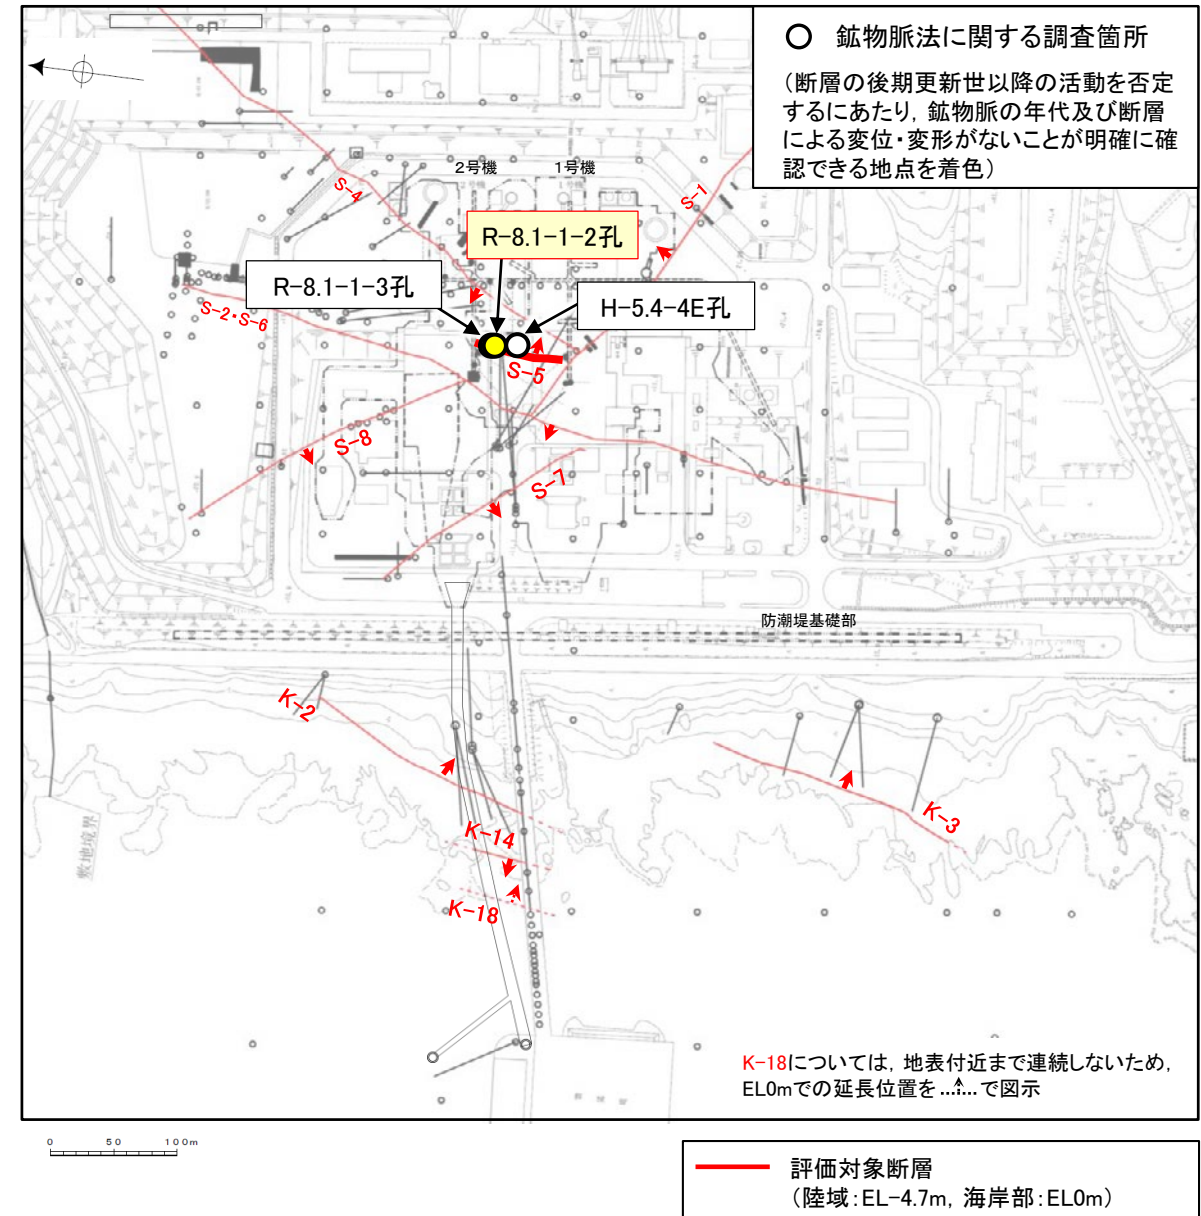 ○ 鉱物脈法に関する調査箇所
(断層の後期更新世以降の活動を否定
するにあたり, 鉱物脈の年代及び断層
による変位・変形がないことが明確に確
認できる地点を着色)
2号機
1号機
S-4
S-1
R-8.1-1-2孔
R-8.1-1-3孔
H-5.4-4E孔
S-2・S-6
S-5
S-8
S-7
防潮堤基礎部
K-2
K-3
K-14
K-18
敷地境界
K-18については, 地表付近まで連続しないため,
EL0mでの延長位置を……で図示
0 50 100m
評価対象断層
(陸域:EL-4.7m, 海岸部:EL0m)